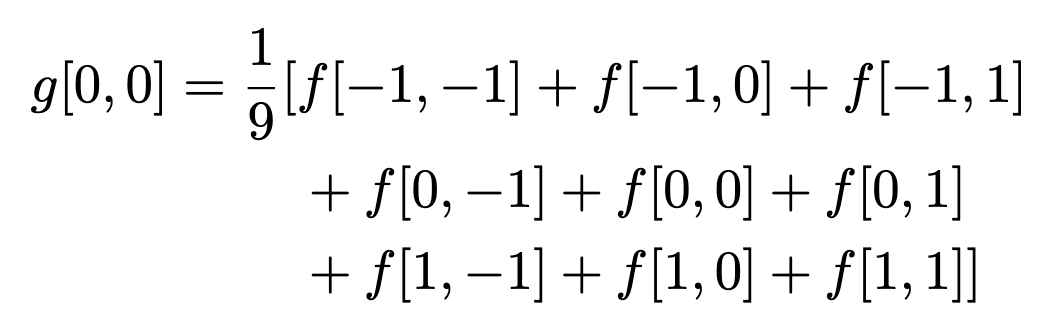 g[0, 0] = \frac{1}{9}[f[−1, −1] + f[−1, 0] + f[−1, 1]
+ f[0, −1] + f[0, 0] + f[0, 1]
+ f[1, −1] + f[1, 0] + f[1, 1]]